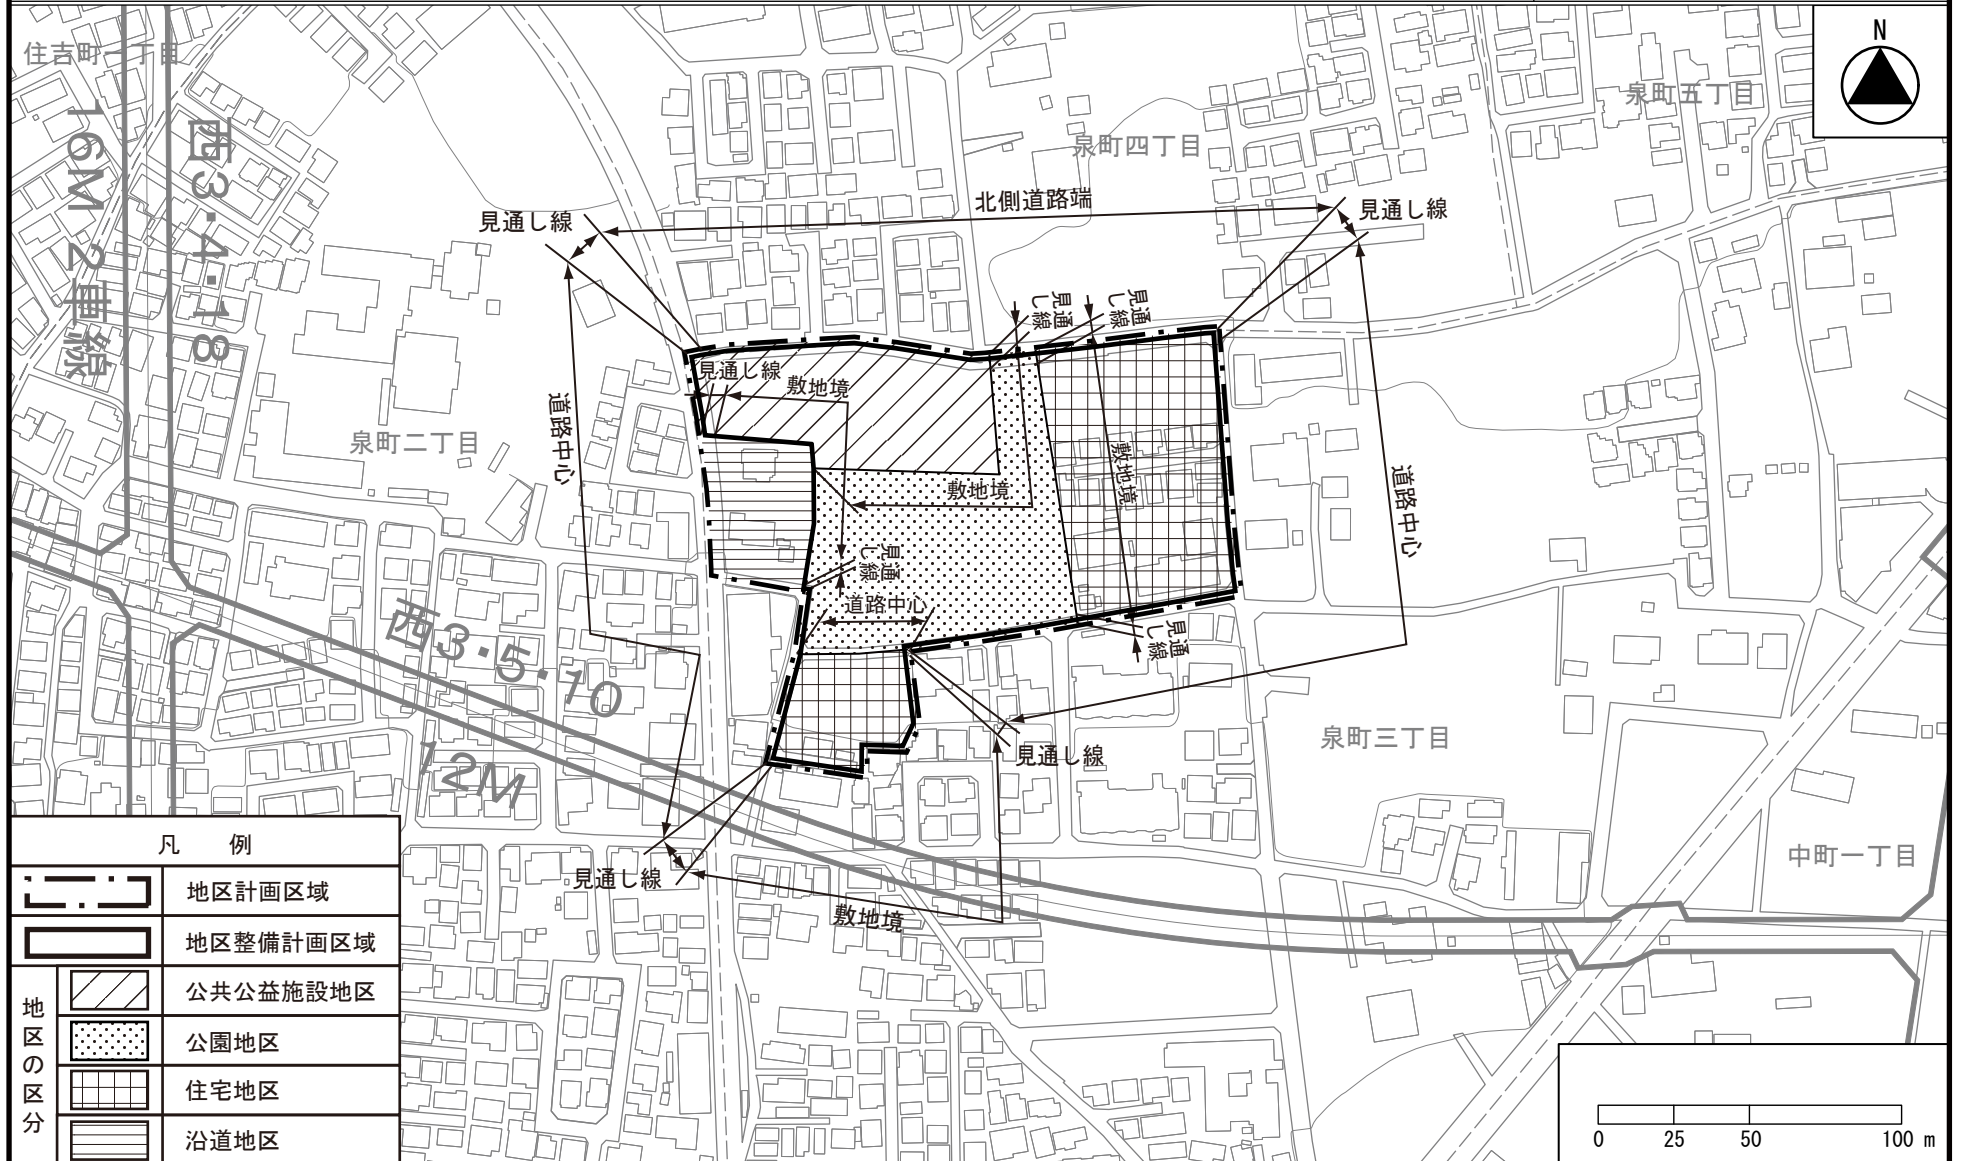 住吉町一丁目
N
泉町五丁目
泉町四丁目
西3・4・18
16M 2車線
北側道路端
見通し線
見通し線
見通し線
見通し線
見通し線
敷地境
道路中心
泉町二丁目
敷地境
敷地境
道路中心
見通し線
道路中心
見通し線
西3・5・10
12M
見通し線
泉町三丁目
見通し線
敷地境
中町一丁目
凡 例
地区計画区域
地区整備計画区域
地区の区分
公共公益施設地区
公園地区
住宅地区
沿道地区
0 25 50 100 m